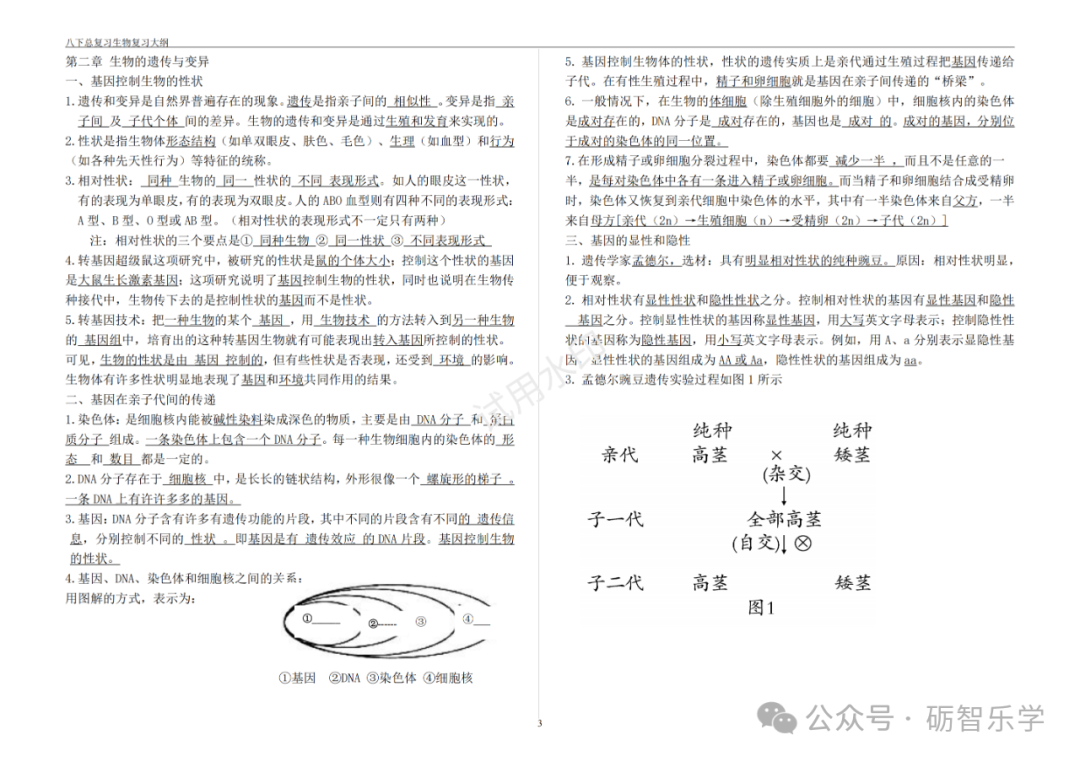 八下总复习生物复习大纲
第二章 生物的遗传与变异
一、基因控制生物的性状
1.遗传和变异是自然界普遍存在的现象。遗传是指亲子间的 相似性 。变异是指 亲
子间 及 子代个体 间的差异。生物的遗传和变异是通过生殖和发育来实现的。
2.性状是指生物体形态结构（如单双眼皮、肤色、毛色）、生理（如血型）和行为
（如各种先天性行为）等特征的统称。
3.相对性状： 同种 生物的 同一 性状的 不同 表现形式。如人的眼皮这一性状，
有的表现为单眼皮,有的表现为双眼皮。人的ABO血型则有四种不同的表现形式：
A型、B型、O型或AB型。（相对性状的表现形式不一定只有两种）
注：相对性状的三个要点是① 同种生物 ② 同一性状 ③ 不同表现形式
4.转基因超级鼠这项研究中，被研究的性状是鼠的个体大小；控制这个性状的基因
是大鼠生长激素基因；这项研究说明了基因控制生物的性状，同时也说明在生物传
种接代中，生物传下去的是控制性状的基因而不是性状。
5.转基因技术：把一种生物的某个 基因 ，用 生物技术 的方法转入到另一种生物
的 基因组中，培育出的这种转基因生物就有可能表现出转入基因所控制的性状。
可见，生物的性状是由 基因 控制的，但有些性状是否表现，还受到 环境 的影响。
生物体有许多性状明显地表现了基因和环境共同作用的结果。
二、基因在亲子代间的传递
1.染色体：是细胞核内能被碱性染料染成深色的物质，主要是由 DNA分子 和 蛋白
质分子 组成。一条染色体上包含一个DNA分子。每一种生物细胞内的染色体的 形
态 和 数目 都是一定的。
2.DNA分子存在于 细胞核 中，是长长的链状结构，外形很像一个 螺旋形的梯子 。
一条DNA上有许许多多的基因。
3.基因：DNA分子含有许多有遗传功能的片段，其中不同的片段含有不同的 遗传信
息，分别控制不同的 性状 。即基因是有 遗传效应 的DNA片段。基因控制生物
的性状。
4.基因、DNA、染色体和细胞核之间的关系：
用图解的方式，表示为：
① ② ③ ④
①基因 ②DNA ③染色体 ④细胞核
5. 基因控制生物体的性状，性状的遗传实质上是亲代通过生殖过程把基因传递给
子代。在有性生殖过程中，精子和卵细胞就是基因在亲子间传递的“桥梁”。
6. 一般情况下，在生物的体细胞（除生殖细胞外的细胞）中，细胞核内的染色体
是成对存在的，DNA分子是 成对存在的，基因也是 成对 的。成对的基因，分别位
于成对的染色体的同一位置。
7.在形成精子或卵细胞分裂过程中，染色体都要 减少一半 ，而且不是任意的一
半，是每对染色体中各有一条进入精子或卵细胞。而当精子和卵细胞结合成受精卵
时，染色体又恢复到亲代细胞中染色体的水平，其中有一半染色体来自父方，一半
来自母方[亲代（2n）→生殖细胞（n）→受精卵（2n）→子代（2n）]
三、基因的显性和隐性
1. 遗传学家孟德尔，选材：具有明显相对性状的纯种豌豆。原因：相对性状明显，
便于观察。
2. 相对性状有显性性状和隐性性状之分。控制相对性状的基因有显性基因和隐性
基因之分。控制显性性状的基因称显性基因，用大写英文字母表示；控制隐性性
状的基因称为隐性基因，用小写英文字母表示。例如，用A、a分别表示显隐性基
因，显性性状的基因组成为AA或Aa，隐性性状的基因组成为aa。
3. 孟德尔豌豆遗传实验过程如图1所示
纯种 纯种
亲代 高茎 × 矮茎
(杂交)
子一代 全部高茎
(自交)↓ ⊗
子二代 高茎 矮茎
图1
试用水印
3
公众号 · 砺智乐学